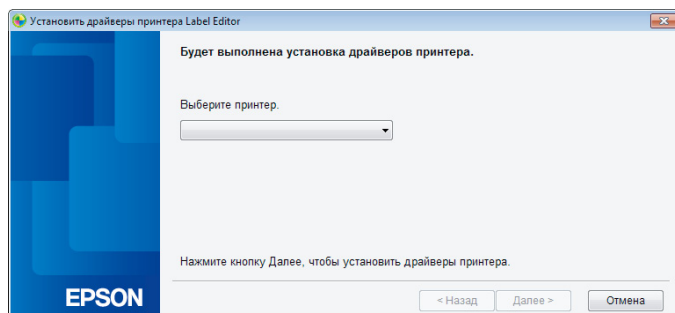 Установить драйверы принтера Label Editor
Будет выполнена установка драйверов принтера.
Выберите принтер.
Нажмите кнопку Далее, чтобы установить драйверы принтера.
EPSON
< Назад
Далее >
Отмена